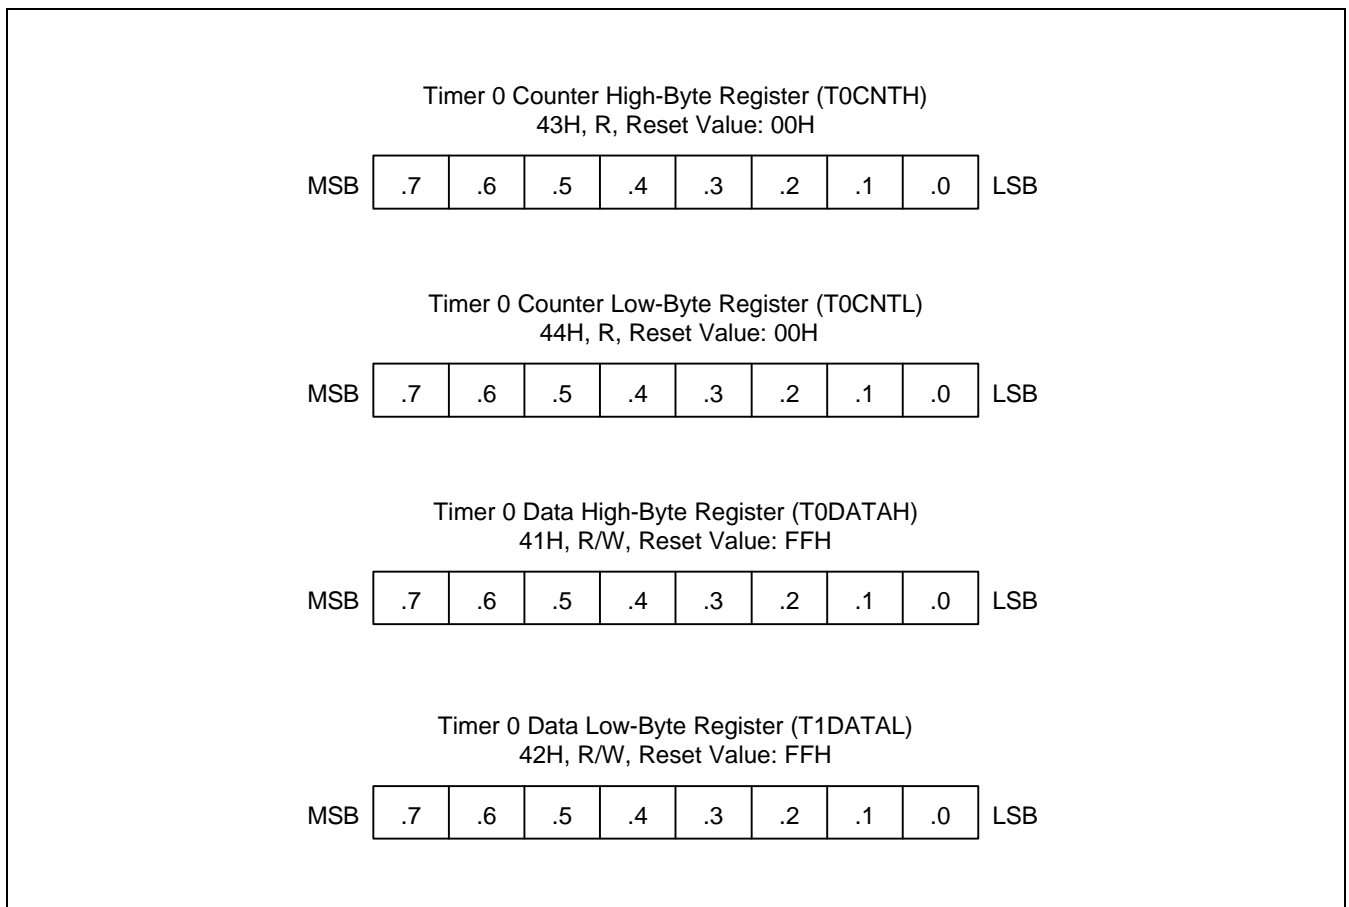 Timer 0 Counter High-Byte Register (T0CNTH)
43H, R, Reset Value: 00H
MSB .7 .6 .5 .4 .3 .2 .1 .0 LSB
Timer 0 Counter Low-Byte Register (T0CNTL)
44H, R, Reset Value: 00H
MSB .7 .6 .5 .4 .3 .2 .1 .0 LSB
Timer 0 Data High-Byte Register (T0DATAH)
41H, R/W, Reset Value: FFH
MSB .7 .6 .5 .4 .3 .2 .1 .0 LSB
Timer 0 Data Low-Byte Register (T1DATAL)
42H, R/W, Reset Value: FFH
MSB .7 .6 .5 .4 .3 .2 .1 .0 LSB